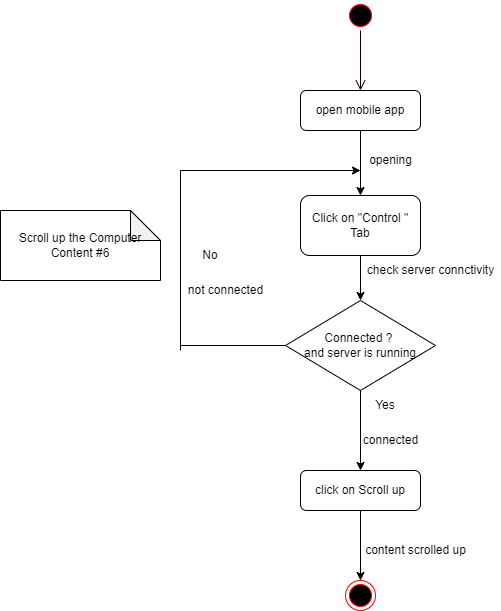 open mobile app
opening
Click on "Control "
Tab
check server connctivity
Scroll up the Computer
Content #6
No
not connected
Connected ?
and server is running
Yes
connected
click on Scroll up
content scrolled up